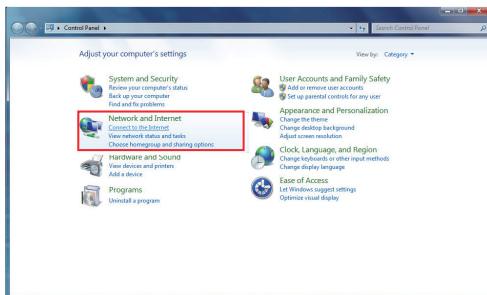 Control Panel
Search Control Panel
Adjust your computer's settings
View by: Category
System and Security
Review your computer's status
Back up your computer
Find and fix problems
Network and Internet
Connect to the Internet
View network status and tasks
Choose homegroup and sharing options
Hardware and Sound
View devices and printers
Add a device
Programs
Uninstall a program
User Accounts and Family Safety
Add or remove user accounts
Set up parental controls for any user
Appearance and Personalization
Change the theme
Change desktop background
Adjust screen resolution
Clock, Language, and Region
Change keyboards or other input methods
Change display language
Ease of Access
Let Windows suggest settings
Optimize visual display